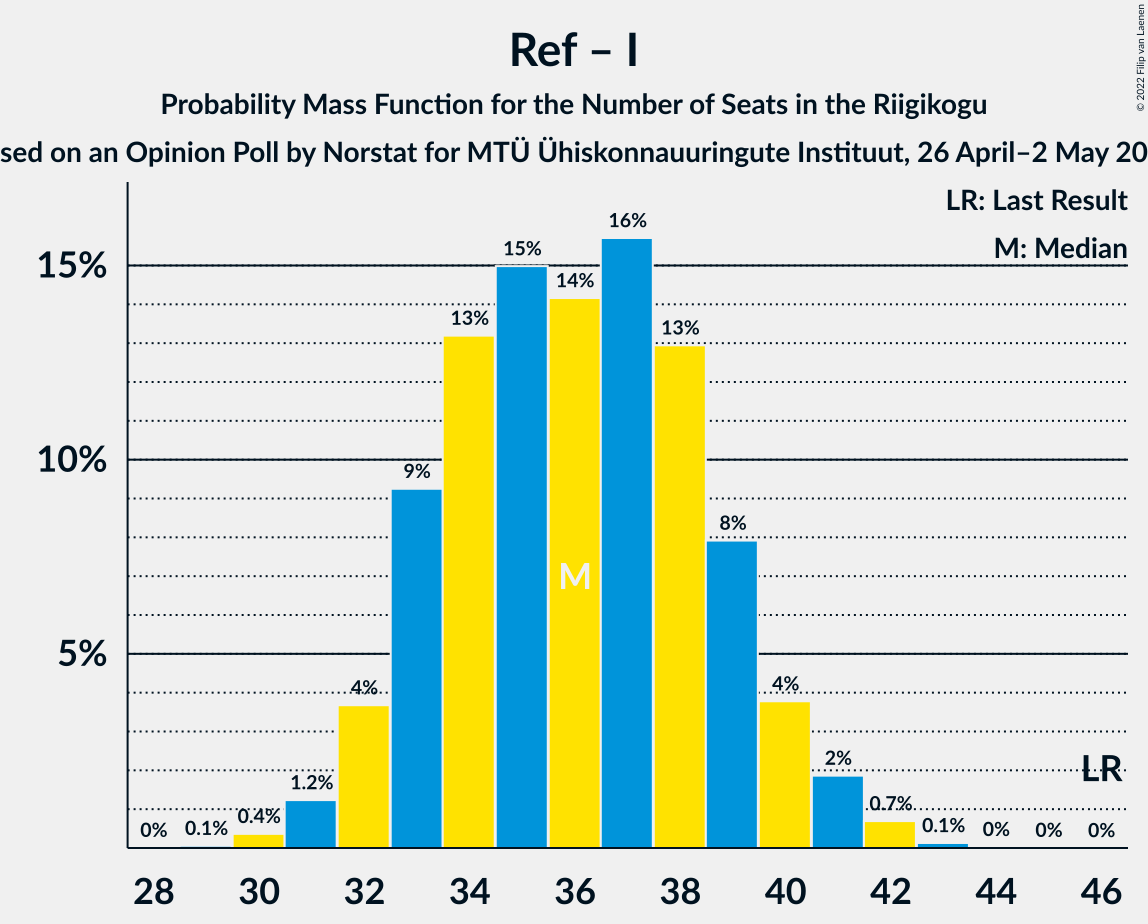 Ref – I
Probability Mass Function for the Number of Seats in the Riigikogu
sed on an Opinion Poll by Norstat for MTÜ Ühiskonnauuringute Instituut, 26 April–2 May 20
© 2022 Filip van Laenen
LR: Last Result
M: Median
15%
10%
5%
0%
0.1%
0.4%
1.2%
4%
9%
13%
15%
14%
16%
13%
8%
4%
2%
0.7%
0.1%
0%
0%
0%
M
LR
28 30 32 34 36 38 40 42 44 46